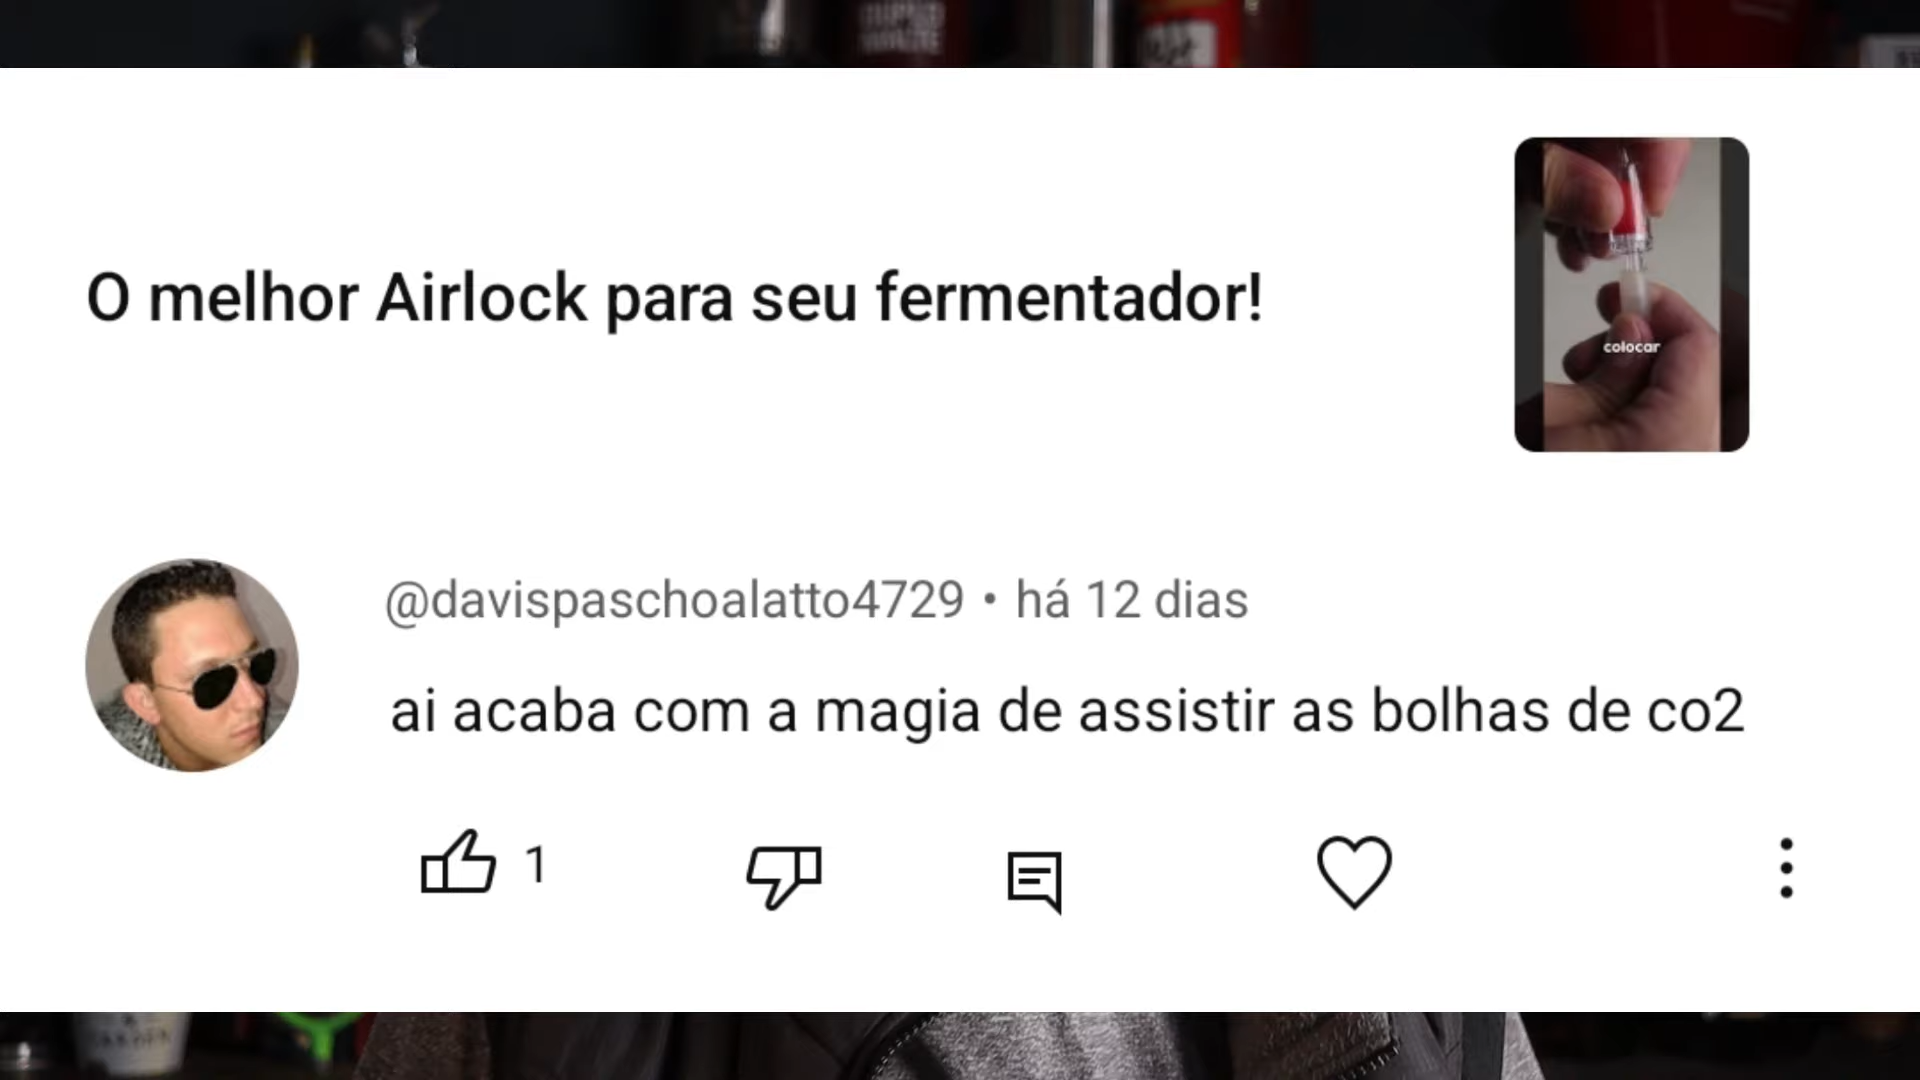 O melhor Airlock para seu fermentador!
colocar
@davispaschoalatto4729 • há 12 dias
ai acaba com a magia de assistir as bolhas de co2
1